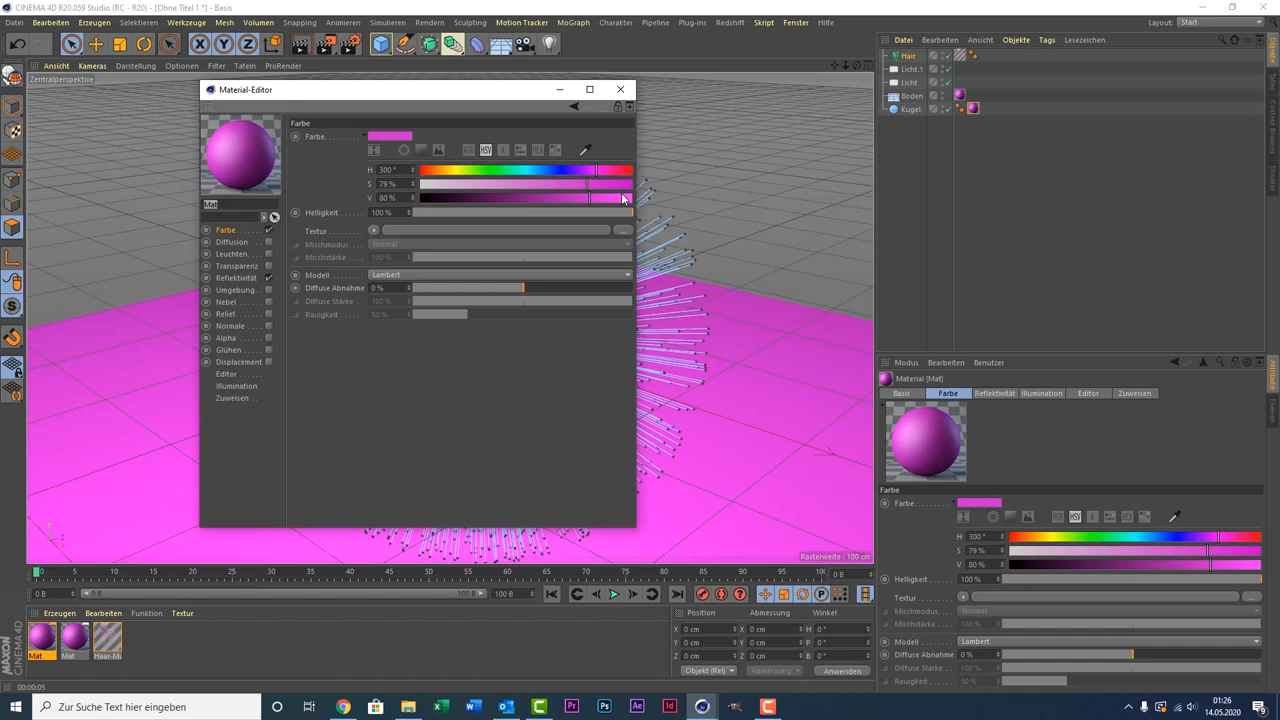 CINEMA 4D R20.059 Studio (RC - R20) - [Ohne Titel 1 *] - Basis
Datei Bearbeiten Erzeugen Selektieren Werkzeuge Mesh Volumen Snapping Animieren Simulieren Rendern Sculpting Motion Tracker MoGraph Charakter Pipeline Plug-ins Redshift Skript Fenster Hilfe Layout: Start
X Y Z
Datei Bearbeiten Ansicht Objekte Tags Lesezeichen
Ansicht Kameras Darstellung Optionen Filter Tafeln ProRender
Zentralperspektive
Hair
Licht.1
Licht
Boden
Kugel
Objekte
Takes
Content Browser
Struktur
Material-Editor
Mat
Farbe
Diffusion
Leuchten
Transparenz
Reflektivität
Umgebung
Nebel
Relief
Normale
Alpha
Glühen
Displacement
Editor
Illumination
Zuweisen
Farbe
Farbe
H 300 °
S 79 %
V 80 %
Helligkeit 100 %
Textur ...
Mischmodus Normal
Mischstärke 100 %
Modell Lambert
Diffuse Abnahme 0 %
Diffuse Stärke 100 %
Rauigkeit 50 %
Rasterweite : 100 cm
Modus Bearbeiten Benutzer
Material [Mat]
Basis Farbe Reflektivität Illumination Editor Zuweisen
Farbe
Farbe
H 300 °
S 79 %
V 80 %
Helligkeit 100 %
Textur ...
Mischmodus Normal
Mischstärke 100 %
Modell Lambert
Diffuse Abnahme 0 %
Diffuse Stärke 100 %
Rauigkeit 50 %
Attribute
Ebenen
0 5 10 15 20 25 30 35 40 45 50 55 60 65 70 75 80 85 90 95 100 0 B
0 B 0 B 100 B 100 B
Erzeugen Bearbeiten Funktion Textur
Mat Mat Haar-Ma
Position Abmessung Winkel
X 0 cm X 0 cm H 0 °
Y 0 cm Y 0 cm P 0 °
Z 0 cm Z 0 cm B 0 °
Objekt (Rel) Abmessung Anwenden
MAXON CINEMA4D
00:00:05
Zur Suche Text hier eingeben
01:26
14.05.2020